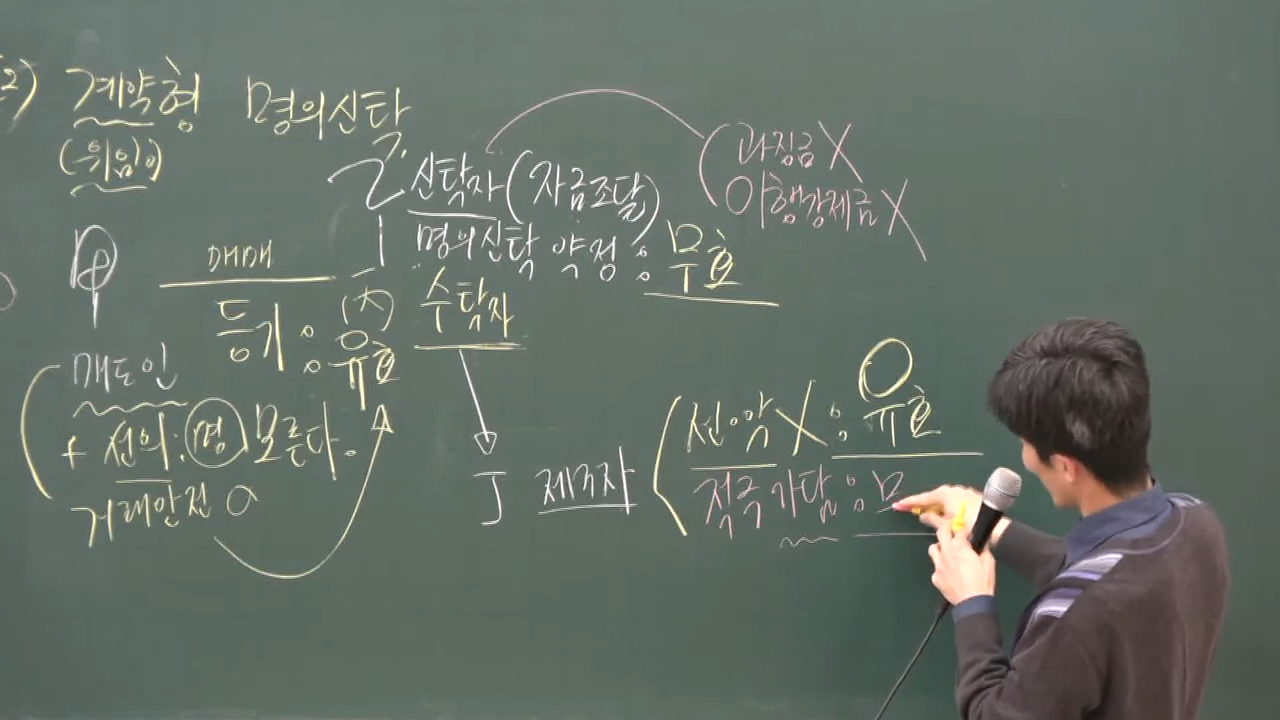 2) 계약형 명의신탁
(위임)
乙 신탁자 (자금조달)
과징금 X
이행강제금 X
명의신탁 약정 : 무효
甲 매매
등기 : 유효
(大) 수탁자
매도인
+ 선의 : 명 모른다.
거래안전 O
丁 제3자
선·악 X : 유효
적극 가담 : 무